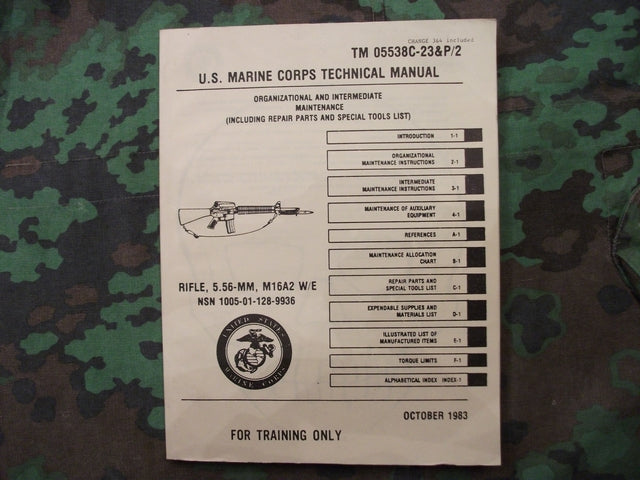 CHANGE 3&4 included
TM 05538C-23&P/2
U.S. MARINE CORPS TECHNICAL MANUAL
ORGANIZATIONAL AND INTERMEDIATE
MAINTENANCE
(INCLUDING REPAIR PARTS AND SPECIAL TOOLS LIST)
INTRODUCTION 1-1
ORGANIZATIONAL
MAINTENANCE INSTRUCTIONS 2-1
INTERMEDIATE
MAINTENANCE INSTRUCTIONS 3-1
MAINTENANCE OF AUXILIARY
EQUIPMENT 4-1
REFERENCES A-1
MAINTENANCE ALLOCATION
CHART B-1
REPAIR PARTS AND
SPECIAL TOOLS LIST C-1
EXPENDABLE SUPPLIES AND
MATERIALS LIST D-1
ILLUSTRATED LIST OF
MANUFACTURED ITEMS E-1
TORQUE LIMITS F-1
ALPHABETICAL INDEX INDEX-1
RIFLE, 5.56-MM, M16A2 W/E
NSN 1005-01-128-9936
UNITED STATES
MARINE CORPS
OCTOBER 1983
FOR TRAINING ONLY